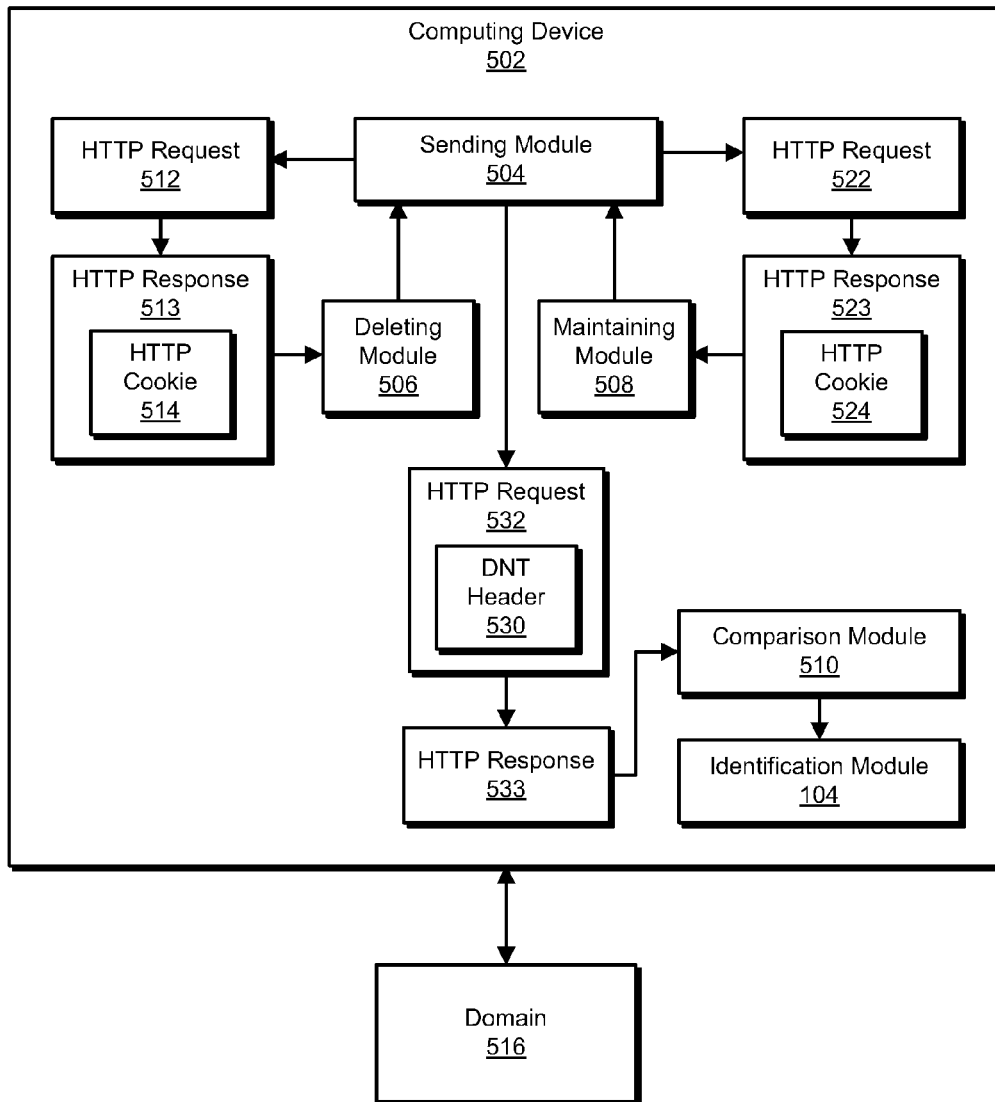 Computing Device
502
HTTP Request
512
Sending Module
504
HTTP Request
522
HTTP Response
513
HTTP
Cookie
514
Deleting
Module
506
Maintaining
Module
508
HTTP Response
523
HTTP
Cookie
524
HTTP Request
532
DNT
Header
530
Comparison Module
510
HTTP Response
533
Identification Module
104
Domain
516